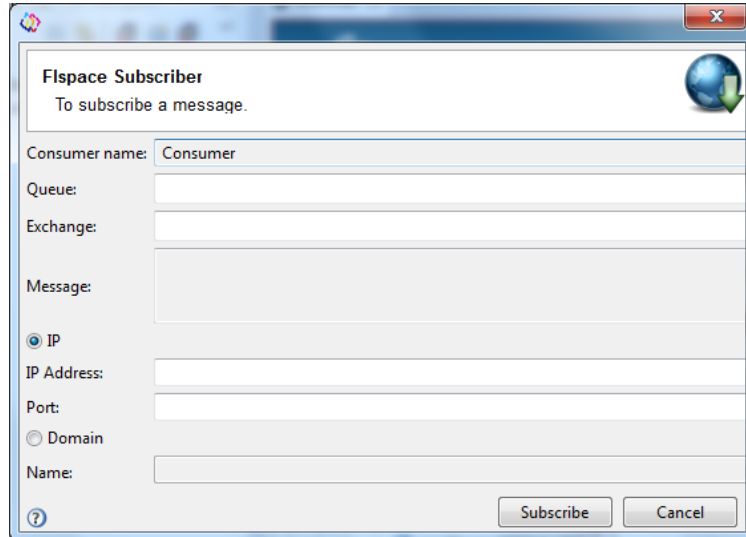 FIspace Subscriber
To subscribe a message.
Consumer name: Consumer
Queue:
Exchange:
Message:
IP
IP Address:
Port:
Domain
Name:
Subscribe Cancel